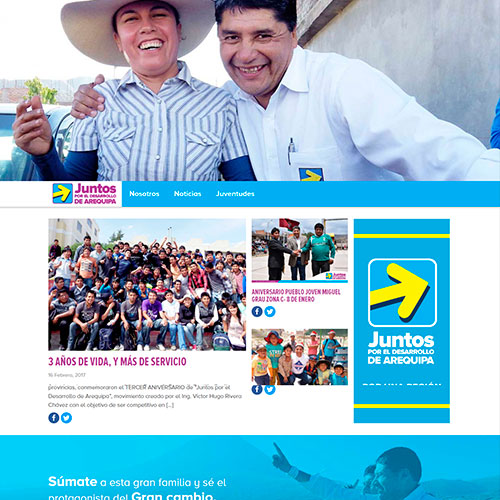 Juntos
POR EL DESARROLLO
DE AREQUIPA
Nosotros
Noticias
Juventudes
3 AÑOS DE VIDA, Y MÁS DE SERVICIO
16 Febrero, 2017
provincias, conmemoraron el TERCER ANIVERSARIO de "Juntos por el
Desarrollo de Arequipa", movimiento creado por el Ing. Víctor Hugo Rivera
Chávez con el objetivo de ser competitivo en [...]
Juntos
ANIVERSARIO PUEBLO JOVEN MIGUEL
GRAU ZONA C- 8 DE ENERO
Juntos
POR EL DESARROLLO
DE AREQUIPA
POR UNA REGIÓN
Súmate a esta gran familia y sé el
protagonista del Gran cambio.